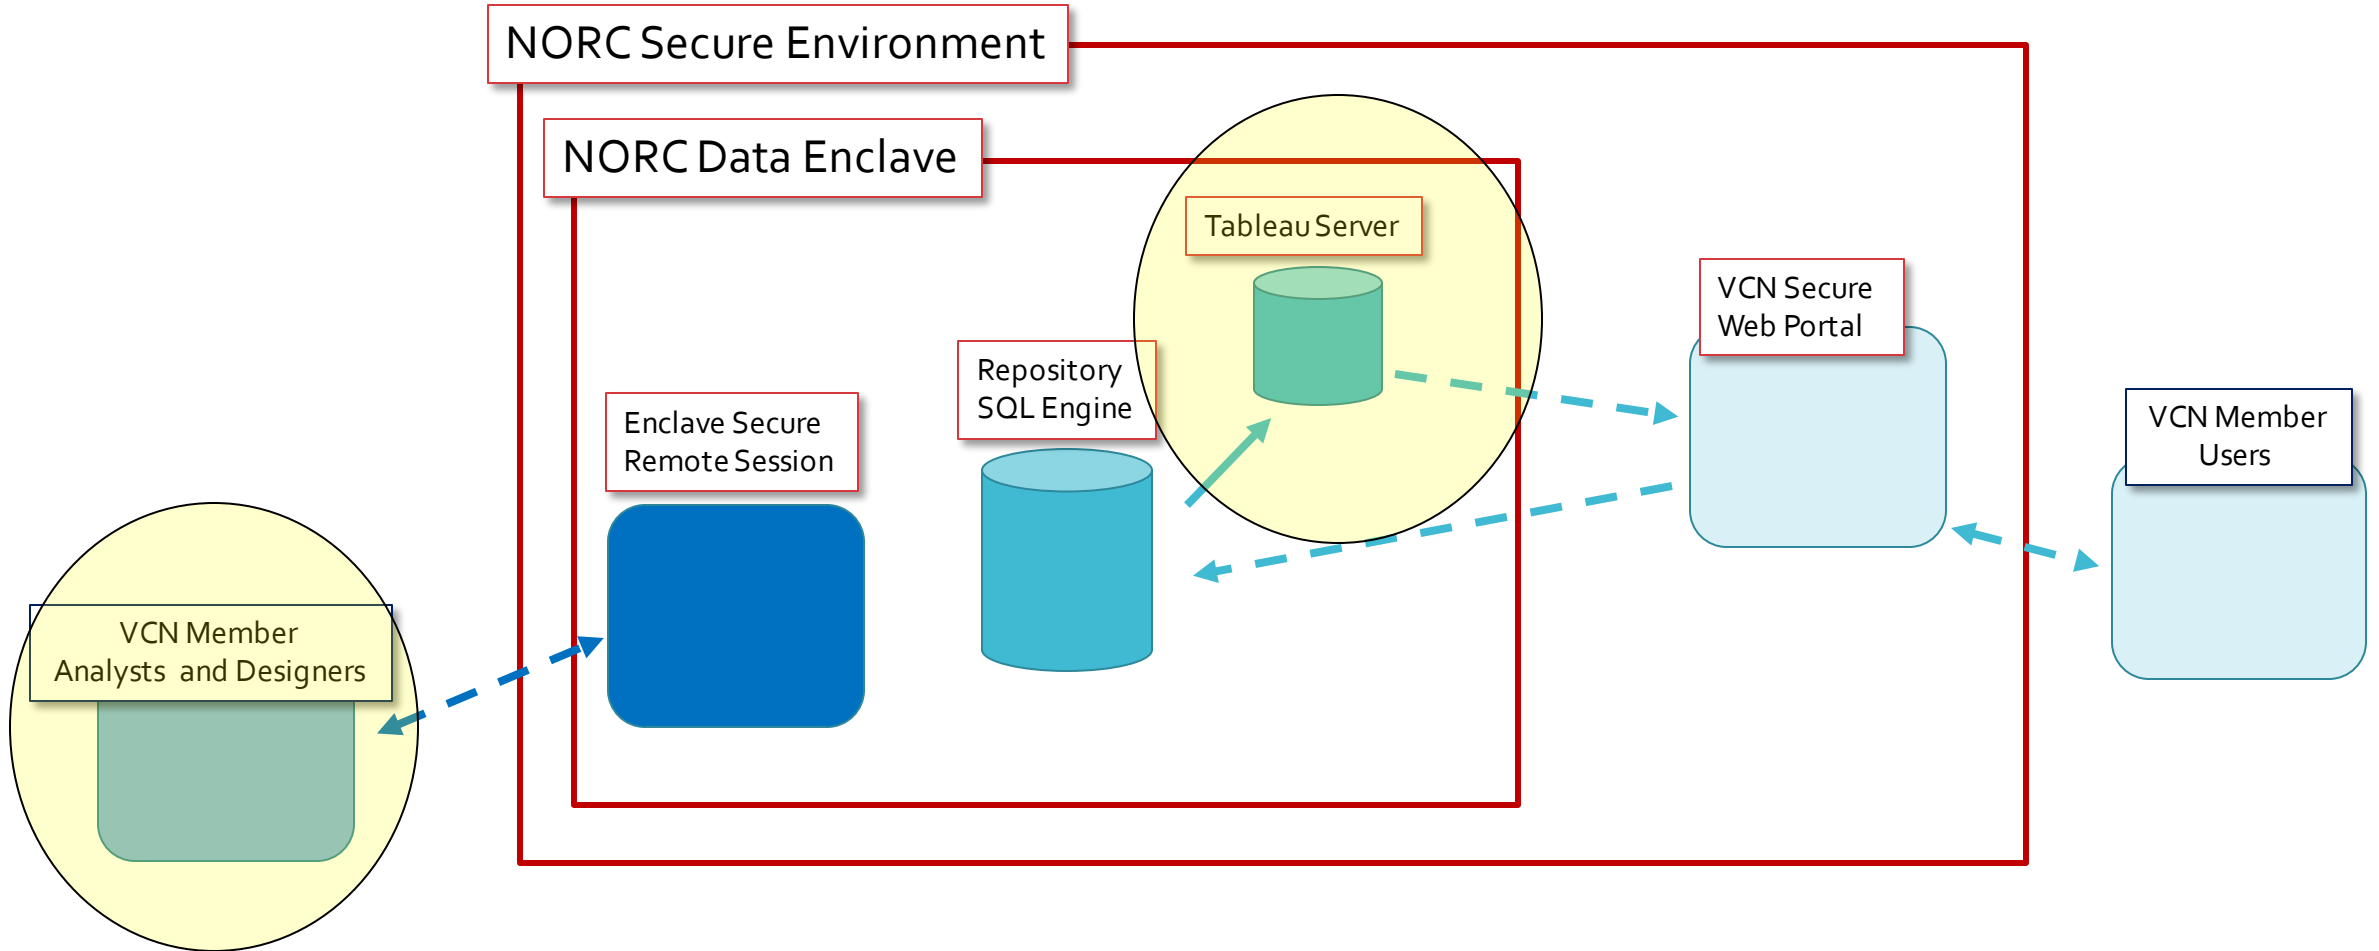 NORC Secure Environment
NORC Data Enclave
Tableau Server
VCN Secure
Web Portal
Repository
SQL Engine
Enclave Secure
Remote Session
VCN Member
Users
VCN Member
Analysts and Designers